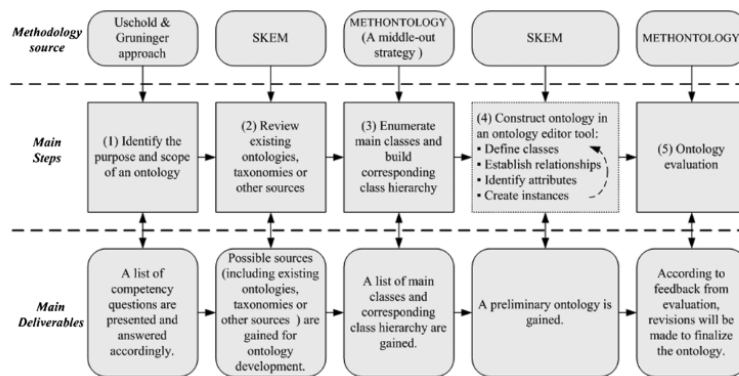 Methodology
source
Uschold &
Gruninger
approach
SKEM
METHONTOLOGY
(A middle-out
strategy )
SKEM
METHONTOLOGY
Main
Steps
(1) Identify the
purpose and scope
of an ontology
(2) Review
existing
ontologies,
taxonomies or
other sources
(3) Enumerate
main classes and
build
corresponding
class hierarchy
(4) Construct ontology in
an ontology editor tool:
▪ Define classes
▪ Establish relationships
▪ Identify attributes
▪ Create instances
(5) Ontology
evaluation
Main
Deliverables
A list of
competency
questions are
presented and
answered
accordingly.
Possible sources
(including existing
ontologies,
taxonomies or
other sources ) are
gained for
ontology
development.
A list of main
classes and
corresponding
class hierarchy are
gained.
A preliminary ontology is
gained.
According to
feedback from
evaluation,
revisions will be
made to finalize
the ontology.